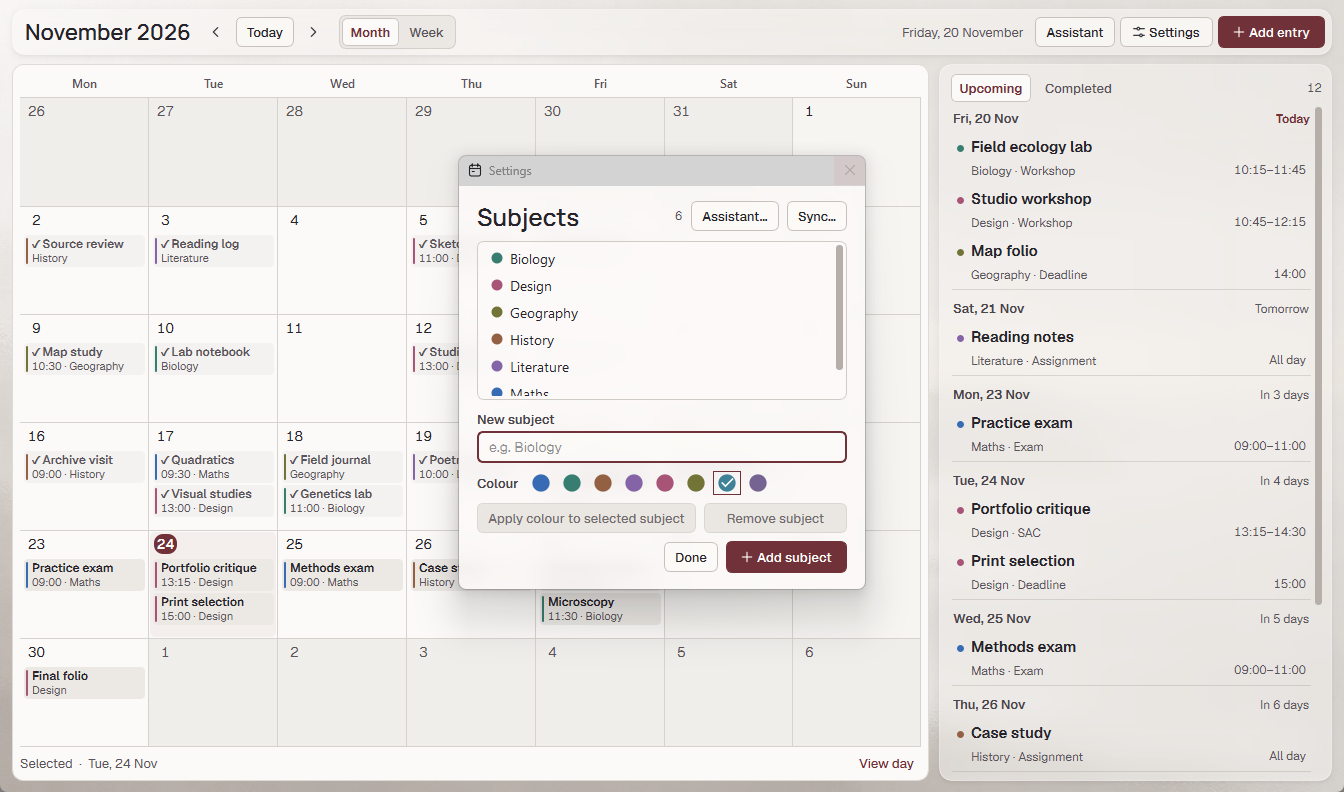 November 2026
Today
Month
Week
Friday, 20 November
Assistant
Settings
+ Add entry
Mon Tue Wed Thu Fri Sat Sun
26 27 28 29 30 31 1
2 3 4 5
✓ Source review
History
✓ Reading log
Literature
11:00 ·
9 10 11 12
✓ Map study
10:30 · Geography
✓ Lab notebook
Biology
13:00 ·
16 17 18 19
✓ Archive visit
09:00 · History
✓ Quadratics
09:30 · Maths
✓ Visual studies
13:00 · Design
✓ Field journal
Geography
✓ Genetics lab
11:00 · Biology
10:00 ·
23 24 25 26
Practice exam
09:00 · Maths
Portfolio critique
13:15 · Design
Print selection
15:00 · Design
Methods exam
09:00 · Maths
Case
History
Microscopy
11:30 · Biology
30 1 2 3 4 5 6
Final folio
Design
Selected · Tue, 24 Nov
View day
Settings
Subjects
6
Assistant...
Sync...
Biology
Design
Geography
History
Literature
Maths
New subject
e.g. Biology
Colour
Apply colour to selected subject
Remove subject
Done
+ Add subject
Upcoming
Completed
12
Fri, 20 Nov Today
Field ecology lab
Biology · Workshop 10:15–11:45
Studio workshop
Design · Workshop 10:45–12:15
Map folio
Geography · Deadline 14:00
Sat, 21 Nov Tomorrow
Reading notes
Literature · Assignment All day
Mon, 23 Nov In 3 days
Practice exam
Maths · Exam 09:00–11:00
Tue, 24 Nov In 4 days
Portfolio critique
Design · SAC 13:15–14:30
Print selection
Design · Deadline 15:00
Wed, 25 Nov In 5 days
Methods exam
Maths · Exam 09:00–11:00
Thu, 26 Nov In 6 days
Case study
History · Assignment All day